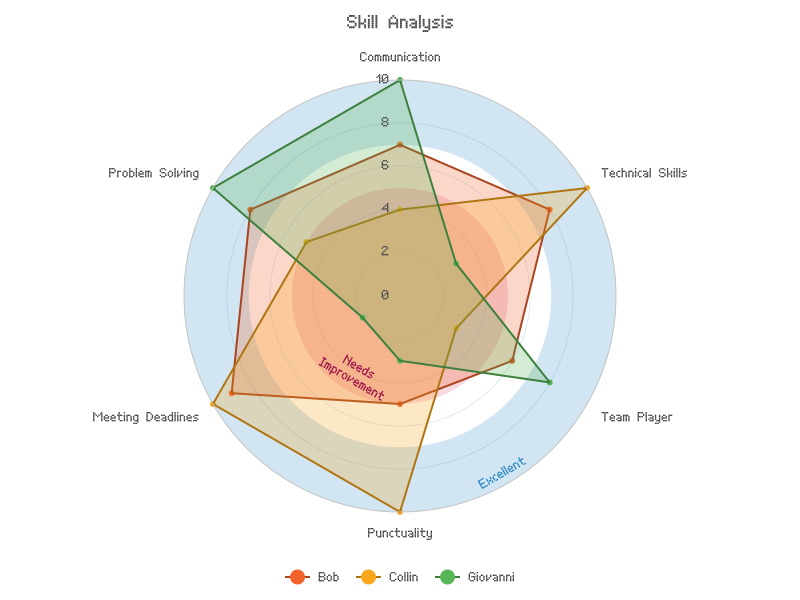 Skill Analysis
Communication
10
8
6
4
2
0
Problem Solving
Technical Skills
Needs
Improvement
Meeting Deadlines
Team Player
Excellent
Punctuality
Bob
Collin
Giovanni